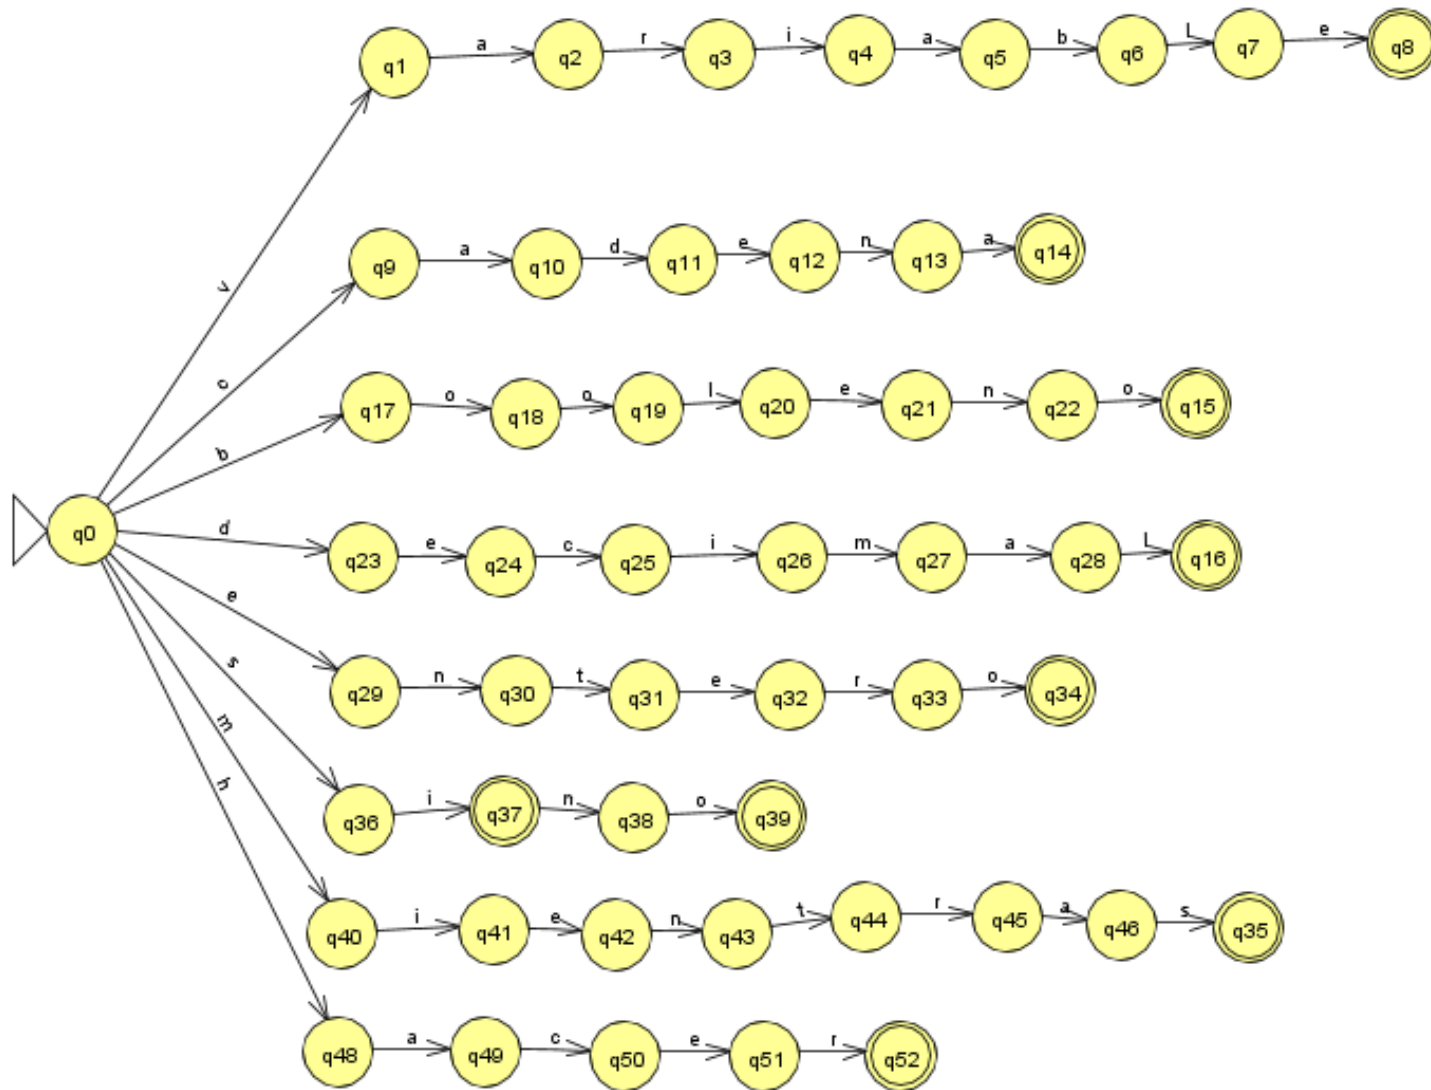 q1 a q2 r q3 i q4 a q5 b q6 l q7 e q8
v
q9 a q10 d q11 e q12 n q13 a q14
c
q17 o q18 o q19 l q20 e q21 n q22 o q15
b
q0
d q23 e q24 c q25 i q26 m q27 a q28 l q16
e q29 n q30 t q31 e q32 r q33 o q34
s q36 i q37 n q38 o q39
m q40 i q41 e q42 n q43 t q44 r q45 a q46 s q35
h q48 a q49 c q50 e q51 r q52